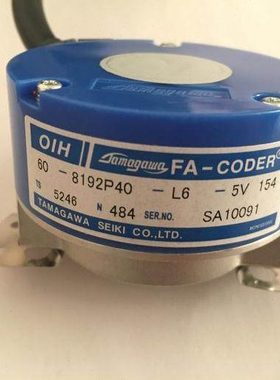 OIH Tamagawa FA-CODER
60 - 8192P40 - L6 - 5V 154
TS 5246 N 484 SER.NO. SA10091
TAMAGAWA SEIKI CO.,LTD.